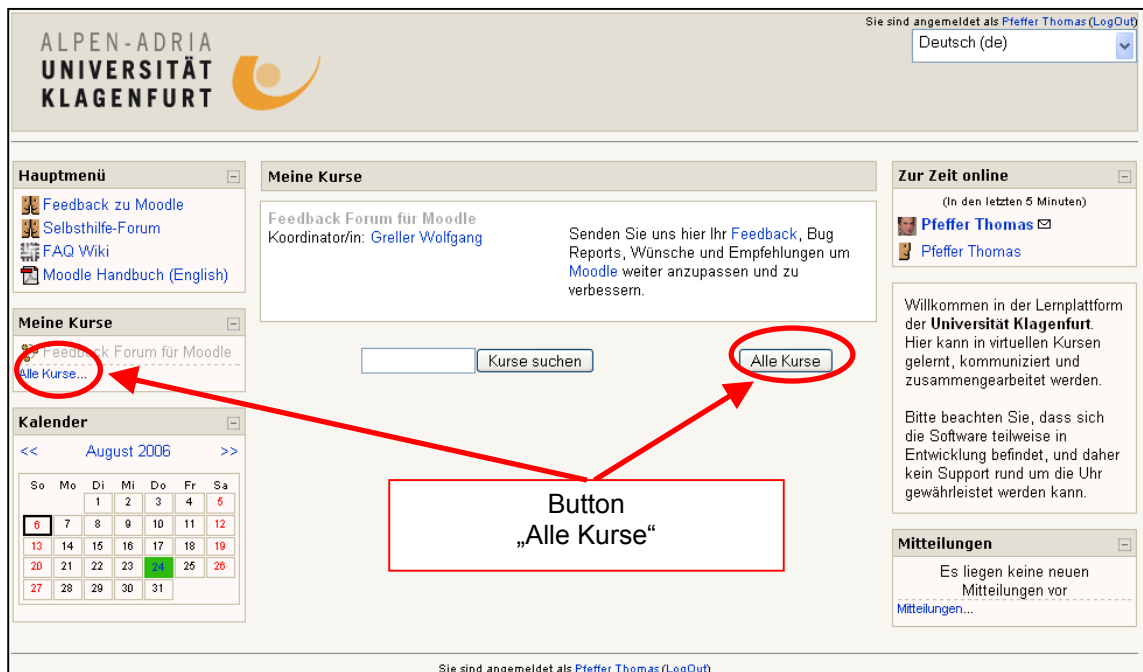 Sie sind angemeldet als Pfeffer Thomas (LogOut)
Deutsch (de)
ALPEN-ADRIA
UNIVERSITÄT
KLAGENFURT
Hauptmenü
Feedback zu Moodle
Selbsthilfe-Forum
FAQ Wiki
Moodle Handbuch (English)
Meine Kurse
Feedback Forum für Moodle
Alle Kurse...
Kalender
<< August 2006 >>
So Mo Di Mi Do Fr Sa
1 2 3 4 5
6 7 8 9 10 11 12
13 14 15 16 17 18 19
20 21 22 23 24 25 26
27 28 29 30 31
Meine Kurse
Feedback Forum für Moodle
Koordinator/in: Greller Wolfgang
Senden Sie uns hier Ihr Feedback, Bug
Reports, Wünsche und Empfehlungen um
Moodle weiter anzupassen und zu
verbessern.
Kurse suchen
Alle Kurse
Button
„Alle Kurse“
Zur Zeit online
(In den letzten 5 Minuten)
Pfeffer Thomas
Pfeffer Thomas
Willkommen in der Lernplattform
der Universität Klagenfurt.
Hier kann in virtuellen Kursen
gelernt, kommuniziert und
zusammengearbeitet werden.
Bitte beachten Sie, dass sich
die Software teilweise in
Entwicklung befindet, und daher
kein Support rund um die Uhr
gewährleistet werden kann.
Mitteilungen
Es liegen keine neuen
Mitteilungen vor
Mitteilungen...
Sie sind angemeldet als Pfeffer Thomas (LogOut)